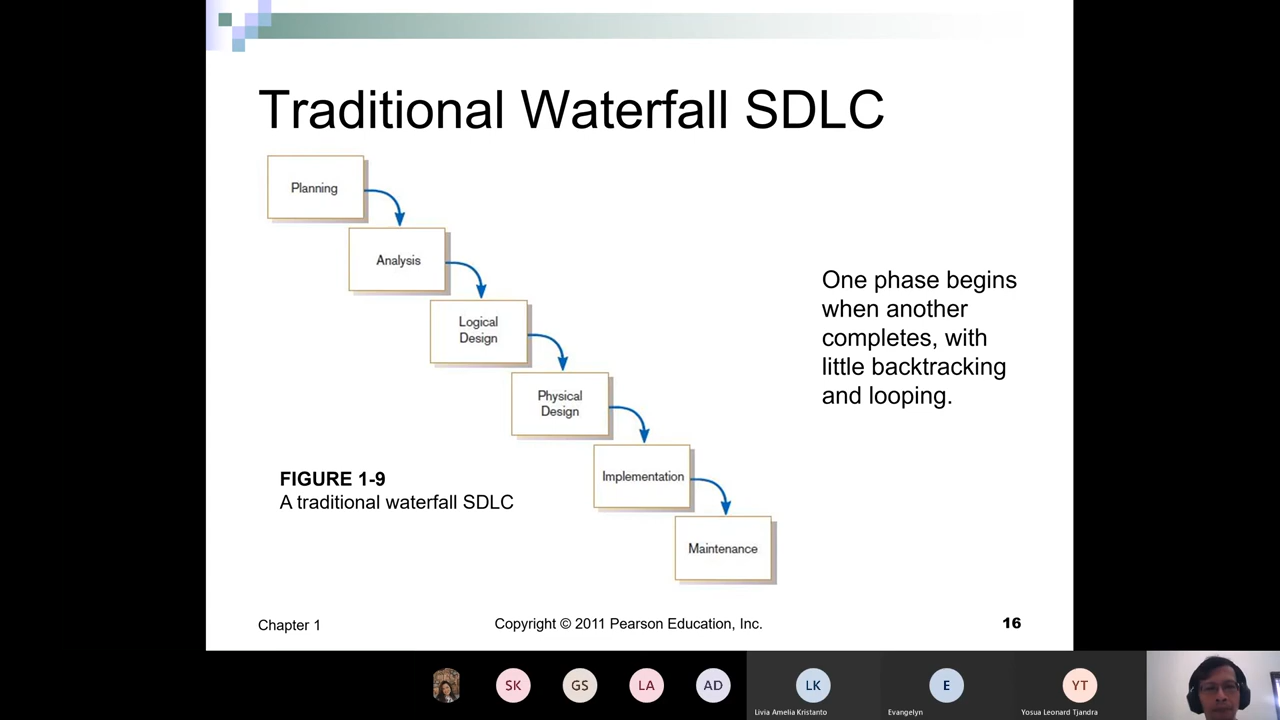 Traditional Waterfall SDLC
Planning
Analysis
Logical
Design
Physical
Design
Implementation
Maintenance
One phase begins
when another
completes, with
little backtracking
and looping.
FIGURE 1-9
A traditional waterfall SDLC
Chapter 1
Copyright © 2011 Pearson Education, Inc.
16
SK
GS
LA
AD
LK
Livia Amelia Kristanto
E
Evangelyn
YT
Yosua Leonard Tjandra